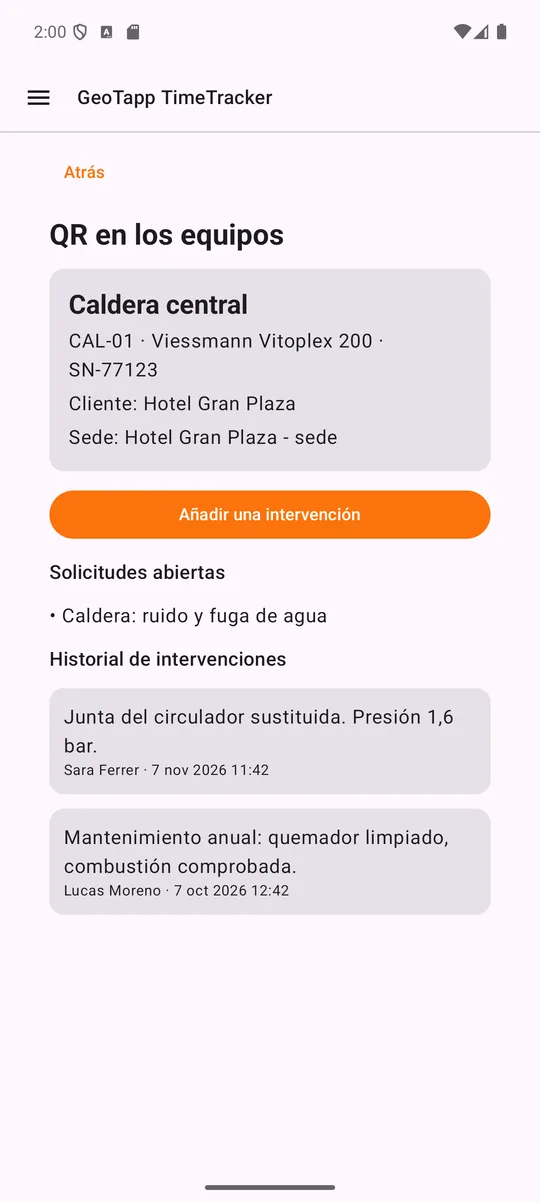 2:00
GeoTapp TimeTracker
Atrás
QR en los equipos
Caldera central
CAL-01 · Viessmann Vitoplex 200 ·
SN-77123
Cliente: Hotel Gran Plaza
Sede: Hotel Gran Plaza - sede
Añadir una intervención
Solicitudes abiertas
• Caldera: ruido y fuga de agua
Historial de intervenciones
Junta del circulador sustituida. Presión 1,6
bar.
Sara Ferrer · 7 nov 2026 11:42
Mantenimiento anual: quemador limpiado,
combustión comprobada.
Lucas Moreno · 7 oct 2026 12:42